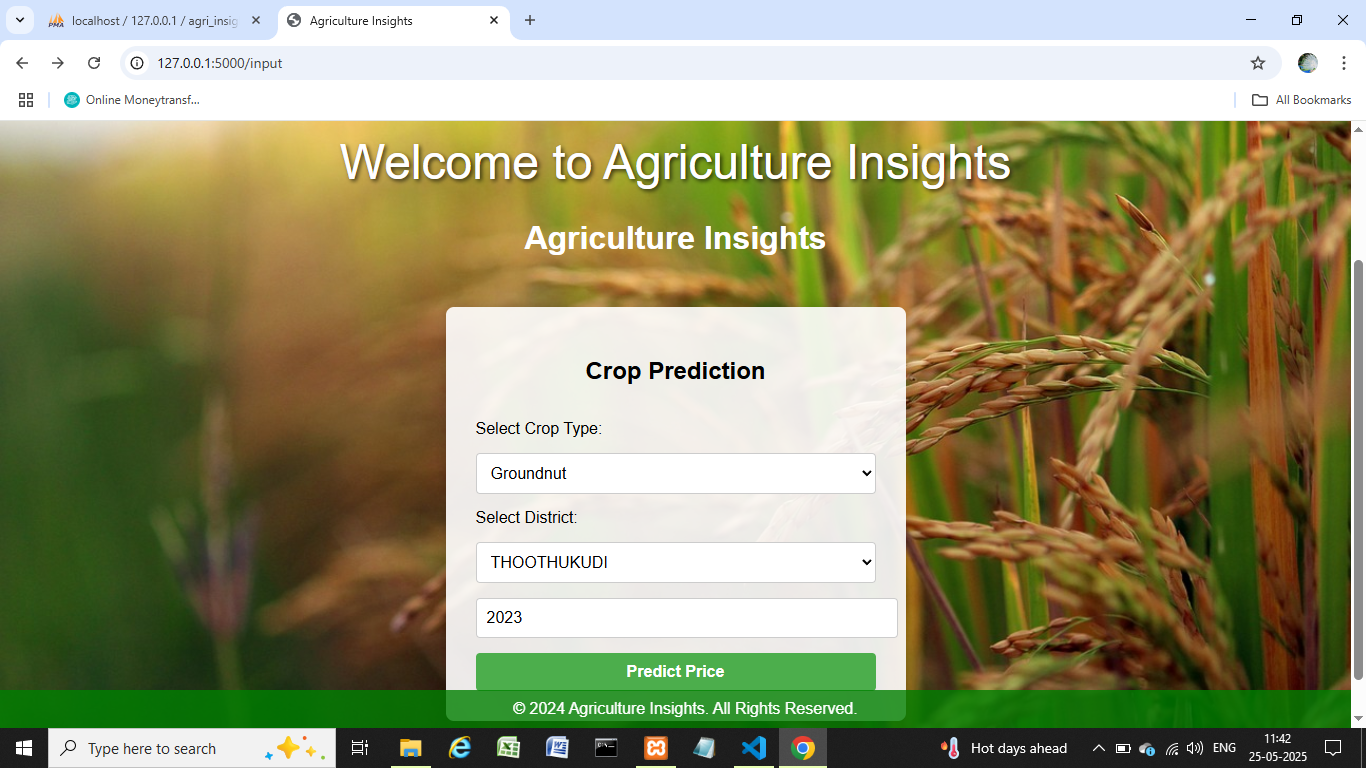 localhost / 127.0.0.1 / agri_insig
Agriculture Insights
127.0.0.1:5000/input
Online Moneytransf...
All Bookmarks
Welcome to Agriculture Insights
Agriculture Insights
Crop Prediction
Select Crop Type:
Groundnut
Select District:
THOOTHUKUDI
2023
Predict Price
© 2024 Agriculture Insights. All Rights Reserved.
Type here to search
Hot days ahead
ENG
11:42
25-05-2025